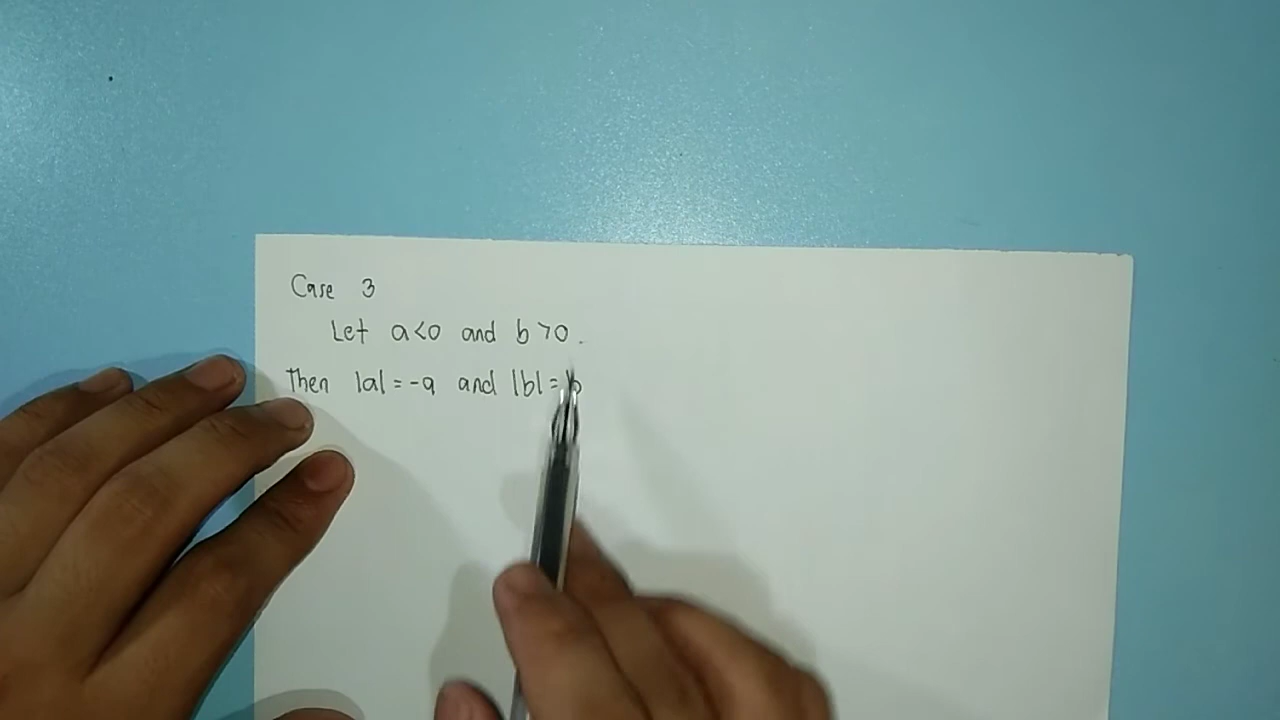 Case 3
Let a<0 and b>0.
Then |a|=-a and |b|=b